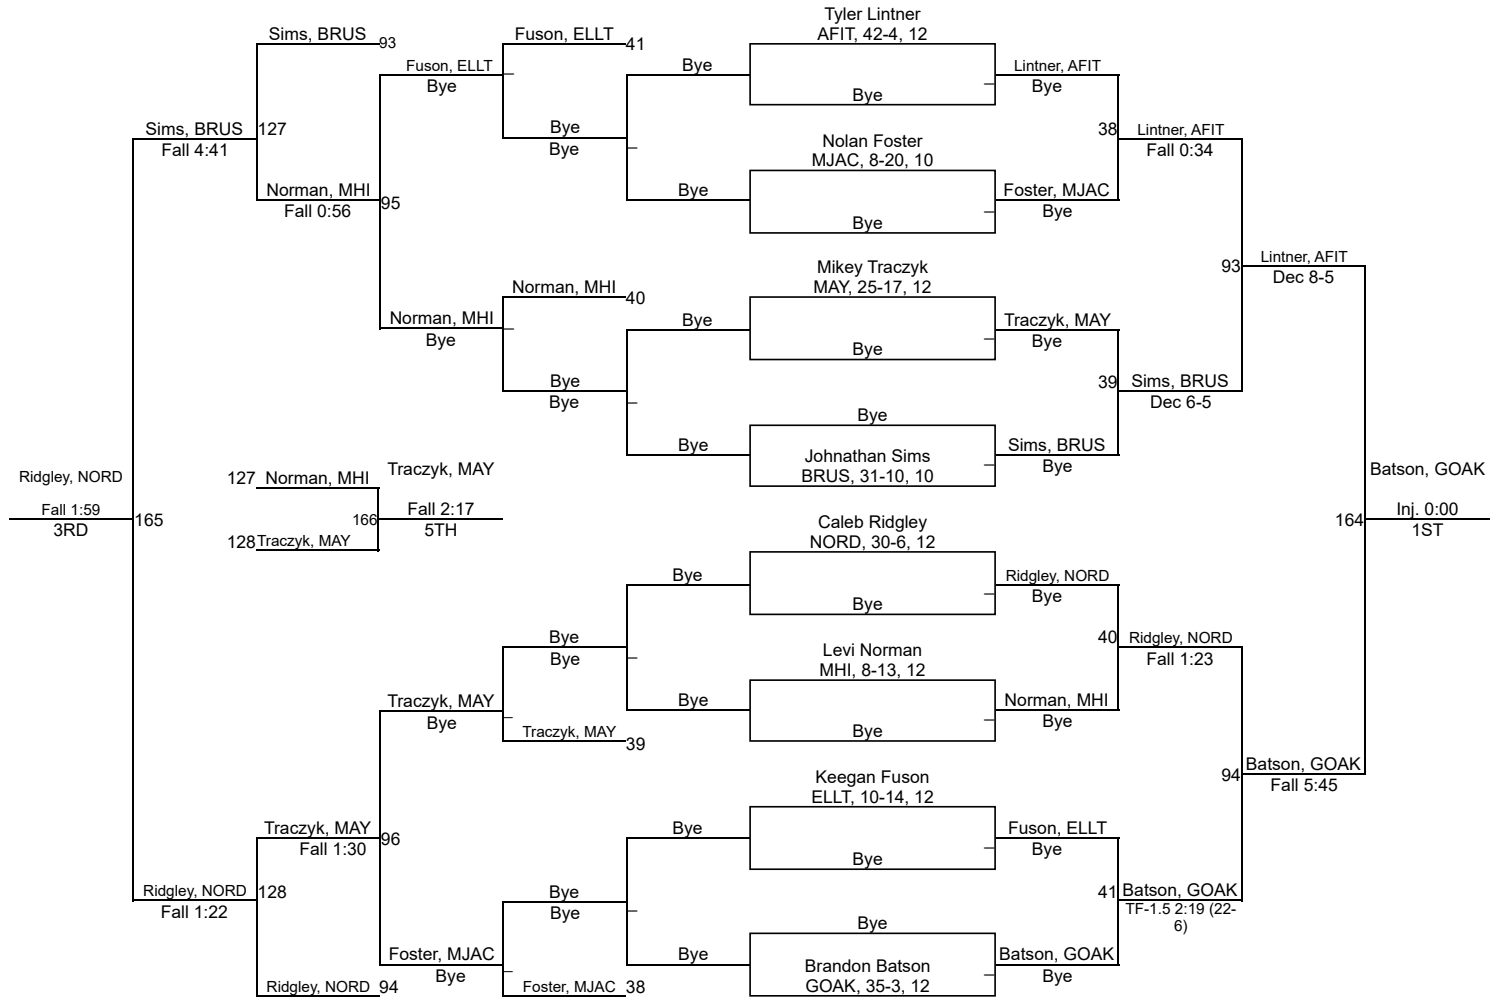 Tyler Lintner
AFIT, 42-4, 12
Bye
Nolan Foster
MJAC, 8-20, 10
Bye
Mikey Traczyk
MAY, 25-17, 12
Bye
Bye
Johnathan Sims
BRUS, 31-10, 10
Caleb Ridgley
NORD, 30-6, 12
Bye
Levi Norman
MHI, 8-13, 12
Bye
Keegan Fuson
ELLT, 10-14, 12
Bye
Bye
Brandon Batson
GOAK, 35-3, 12
Lintner, AFIT
Bye
Foster, MJAC
Bye
Traczyk, MAY
Bye
Sims, BRUS
Bye
Ridgley, NORD
Bye
Norman, MHI
Bye
Fuson, ELLT
Bye
Batson, GOAK
Bye
38
Lintner, AFIT
Fall 0:34
39
Sims, BRUS
Dec 6-5
40
Ridgley, NORD
Fall 1:23
41
Batson, GOAK
TF-1.5 2:19 (22-
6)
93
Lintner, AFIT
Dec 8-5
94
Batson, GOAK
Fall 5:45
Batson, GOAK
164
Inj. 0:00
1ST
Bye
Bye
Bye
Bye
Bye
Bye
Bye
Bye
Fuson, ELLT
41
Bye
Bye
Norman, MHI
40
Bye
Bye
Bye
Bye
Traczyk, MAY
39
Bye
Bye
Foster, MJAC
38
Fuson, ELLT
Bye
Norman, MHI
Bye
Traczyk, MAY
Bye
Foster, MJAC
Bye
Sims, BRUS
93
Norman, MHI
95
Fall 0:56
Traczyk, MAY
96
Fall 1:30
Ridgley, NORD
94
Sims, BRUS
127
Fall 4:41
Ridgley, NORD
128
Fall 1:22
Ridgley, NORD
Fall 1:59
165
3RD
127
Norman, MHI
128
Traczyk, MAY
166
Traczyk, MAY
Fall 2:17
5TH